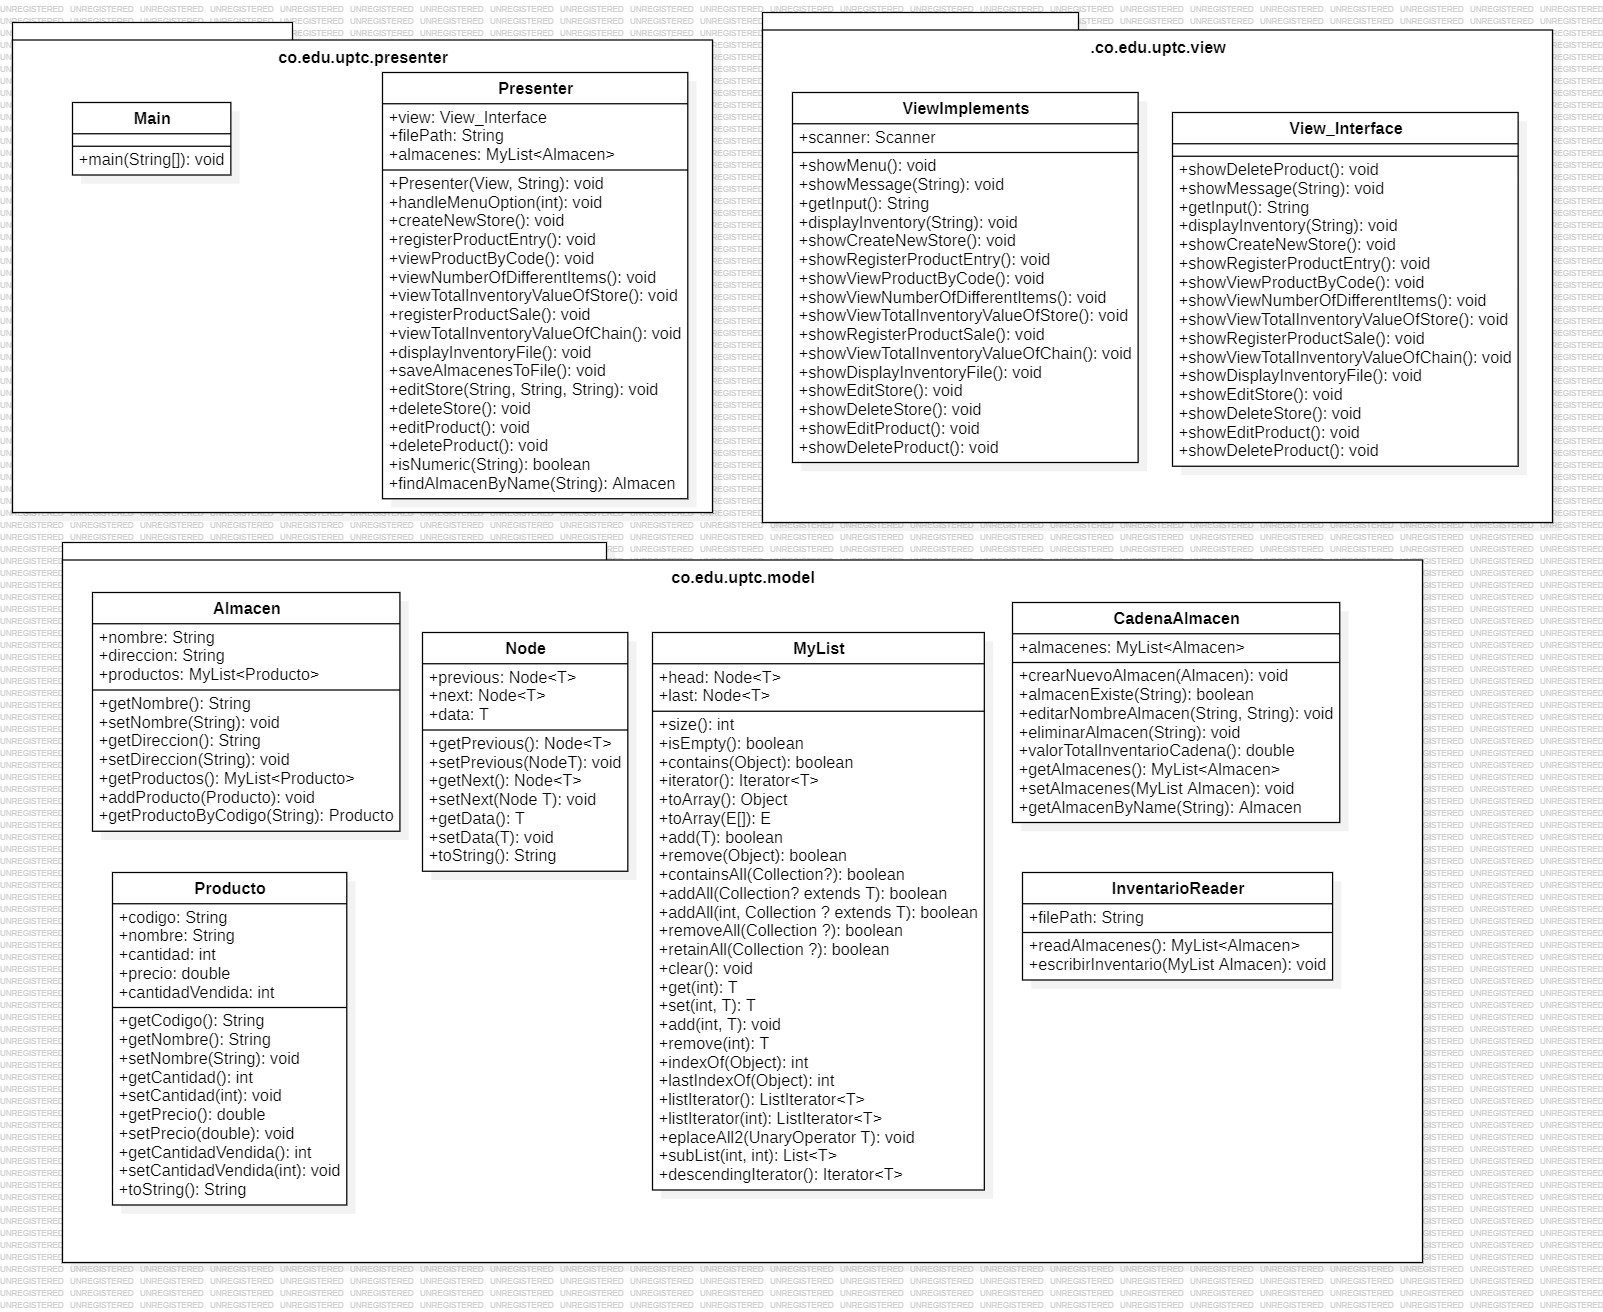 co.edu.uptc.presenter
Main
+main(String[]): void
Presenter
+view: View_Interface
+filePath: String
+almacenes: MyList<Almacen>
+Presenter(View, String): void
+handleMenuOption(int): void
+createNewStore(): void
+registerProductEntry(): void
+viewProductByCode(): void
+viewNumberOfDifferentItems(): void
+viewTotalInventoryValueOfStore(): void
+registerProductSale(): void
+viewTotalInventoryValueOfChain(): void
+displayInventoryFile(): void
+saveAlmacenesToFile(): void
+editStore(String, String, String): void
+deleteStore(): void
+editProduct(): void
+deleteProduct(): void
+isNumeric(String): boolean
+findAlmacenByName(String): Almacen
.co.edu.uptc.view
ViewImplements
+scanner: Scanner
+showMenu(): void
+showMessage(String): void
+getInput(): String
+displayInventory(String): void
+showCreateNewStore(): void
+showRegisterProductEntry(): void
+showViewProductByCode(): void
+showViewNumberOfDifferentItems(): void
+showViewTotalInventoryValueOfStore(): void
+showRegisterProductSale(): void
+showViewTotalInventoryValueOfChain(): void
+showDisplayInventoryFile(): void
+showEditStore(): void
+showDeleteStore(): void
+showEditProduct(): void
+showDeleteProduct(): void
View_Interface
+showDeleteProduct(): void
+showMessage(String): void
+getInput(): String
+displayInventory(String): void
+showCreateNewStore(): void
+showRegisterProductEntry(): void
+showViewProductByCode(): void
+showViewNumberOfDifferentItems(): void
+showViewTotalInventoryValueOfStore(): void
+showRegisterProductSale(): void
+showViewTotalInventoryValueOfChain(): void
+showDisplayInventoryFile(): void
+showEditStore(): void
+showDeleteStore(): void
+showEditProduct(): void
+showDeleteProduct(): void
co.edu.uptc.model
Almacen
+nombre: String
+direccion: String
+productos: MyList<Producto>
+getNombre(): String
+setNombre(String): void
+getDireccion(): String
+setDireccion(String): void
+getProductos(): MyList<Producto>
+addProducto(Producto): void
+getProductoByCodigo(String): Producto
Producto
+codigo: String
+nombre: String
+cantidad: int
+precio: double
+cantidadVendida: int
+getCodigo(): String
+getNombre(): String
+setNombre(String): void
+getCantidad(): int
+setCantidad(int): void
+getPrecio(): double
+setPrecio(double): void
+getCantidadVendida(): int
+setCantidadVendida(int): void
+toString(): String
Node
+previous: Node<T>
+next: Node<T>
+data: T
+getPrevious(): Node<T>
+setPrevious(NodeT): void
+getNext(): Node<T>
+setNext(Node T): void
+getData(): T
+setData(T): void
+toString(): String
MyList
+head: Node<T>
+last: Node<T>
+size(): int
+isEmpty(): boolean
+contains(Object): boolean
+iterator(): Iterator<T>
+toArray(): Object
+toArray(E[]): E
+add(T): boolean
+remove(Object): boolean
+containsAll(Collection?): boolean
+addAll(Collection? extends T): boolean
+addAll(int, Collection ? extends T): boolean
+removeAll(Collection ?): boolean
+retainAll(Collection ?): boolean
+clear(): void
+get(int): T
+set(int, T): T
+add(int, T): void
+remove(int): T
+indexOf(Object): int
+lastIndexOf(Object): int
+listIterator(): ListIterator<T>
+listIterator(int): ListIterator<T>
+eplaceAll2(UnaryOperator T): void
+subList(int, int): List<T>
+descendingIterator(): Iterator<T>
CadenaAlmacen
+almacenes: MyList<Almacen>
+crearNuevoAlmacen(Almacen): void
+almacenExiste(String): boolean
+editarNombreAlmacen(String, String): void
+eliminarAlmacen(String): void
+valorTotalInventarioCadena(): double
+getAlmacenes(): MyList<Almacen>
+setAlmacenes(MyList Almacen): void
+getAlmacenByName(String): Almacen
InventarioReader
+filePath: String
+readAlmacenes(): MyList<Almacen>
+escribirInventario(MyList Almacen): void
UNREGISTERED